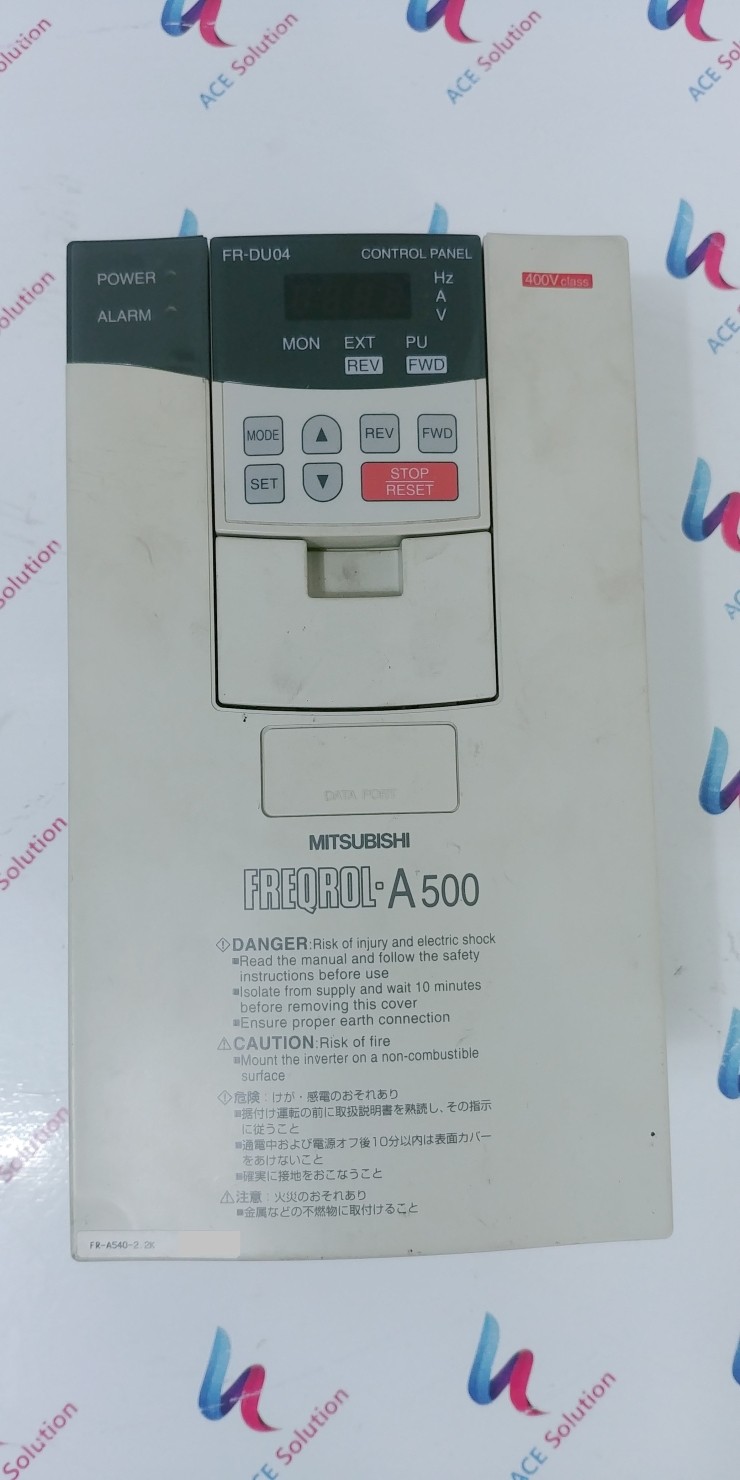 ACE Solution
ACE Solution
POWER
ALARM
FR-DU04 CONTROL PANEL
Hz
A
V
MON EXT PU
REV FWD
400V class
MODE ▲ REV FWD
SET ▼ STOP
RESET
DATA PORT
MITSUBISHI
FREQROL-A500
DANGER:Risk of injury and electric shock
■Read the manual and follow the safety
instructions before use
■Isolate from supply and wait 10 minutes
before removing this cover
■Ensure proper earth connection
⚠CAUTION:Risk of fire
■Mount the inverter on a non-combustible
surface
危険:けが・感電のおそれあり
■据付け運転の前に取扱説明書を熟読し、その指示
に従うこと
■通電中および電源オフ後10分以内は表面カバー
をあけないこと
■確実に接地をおこなうこと
⚠注意:火災のおそれあり
■金属などの不燃物に取付けること
FR-A540-2.2K
Solution
ACE Solution
ACE Solution